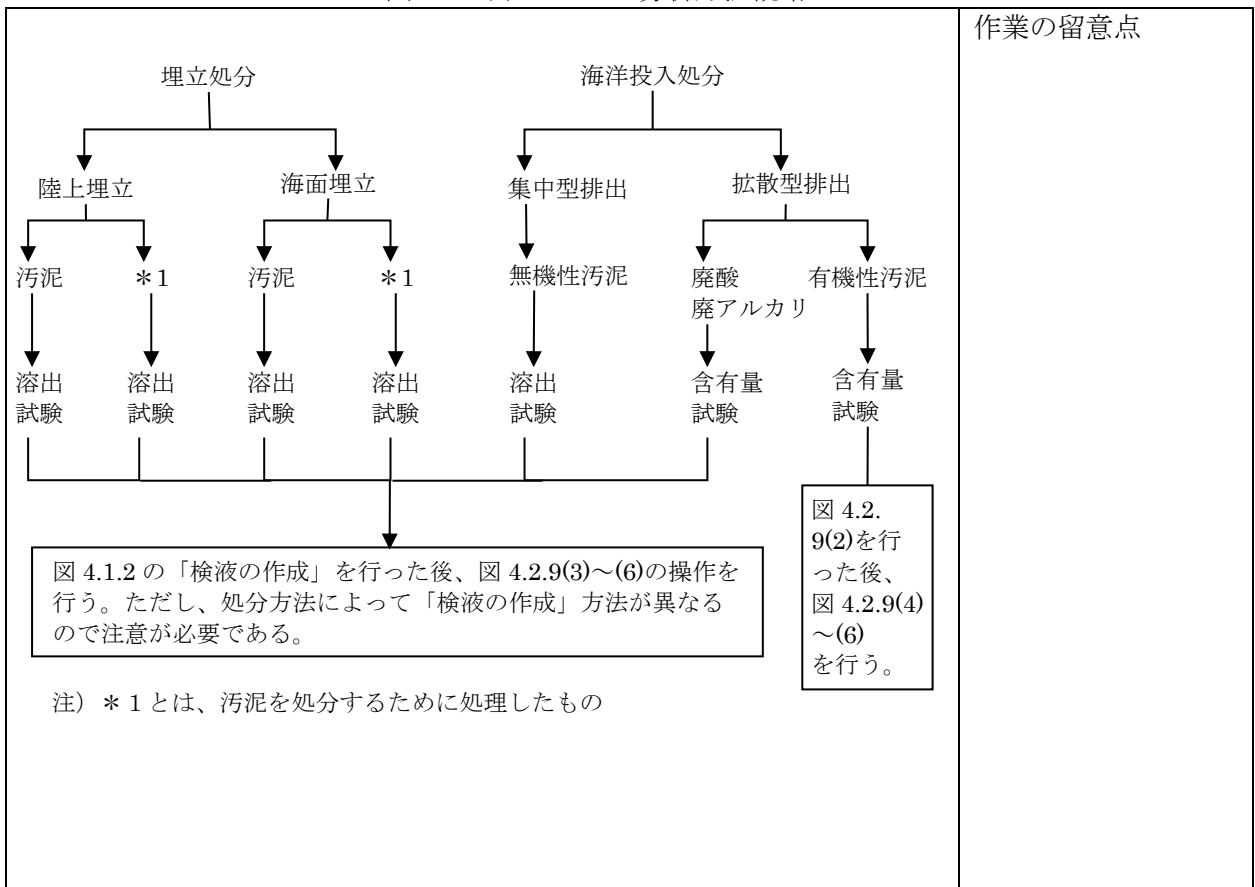 作業の留意点
埋立処分 海洋投入処分
陸上埋立 海面埋立 集中型排出 拡散型排出
汚泥 *1 汚泥 *1 無機性汚泥 廃酸 有機性汚泥
廃アルカリ
溶出 溶出 溶出 溶出 溶出 含有量 含有量
試験 試験 試験 試験 試験 試験 試験
図 4.1.2 の「検液の作成」を行った後、図 4.2.9(3)~(6)の操作を
行う。ただし、処分方法によって「検液の作成」方法が異なる
ので注意が必要である。
図 4.2.
9(2)を行
った後、
図 4.2.9(4)
~(6)
を行う。
注)*1とは、汚泥を処分するために処理したもの